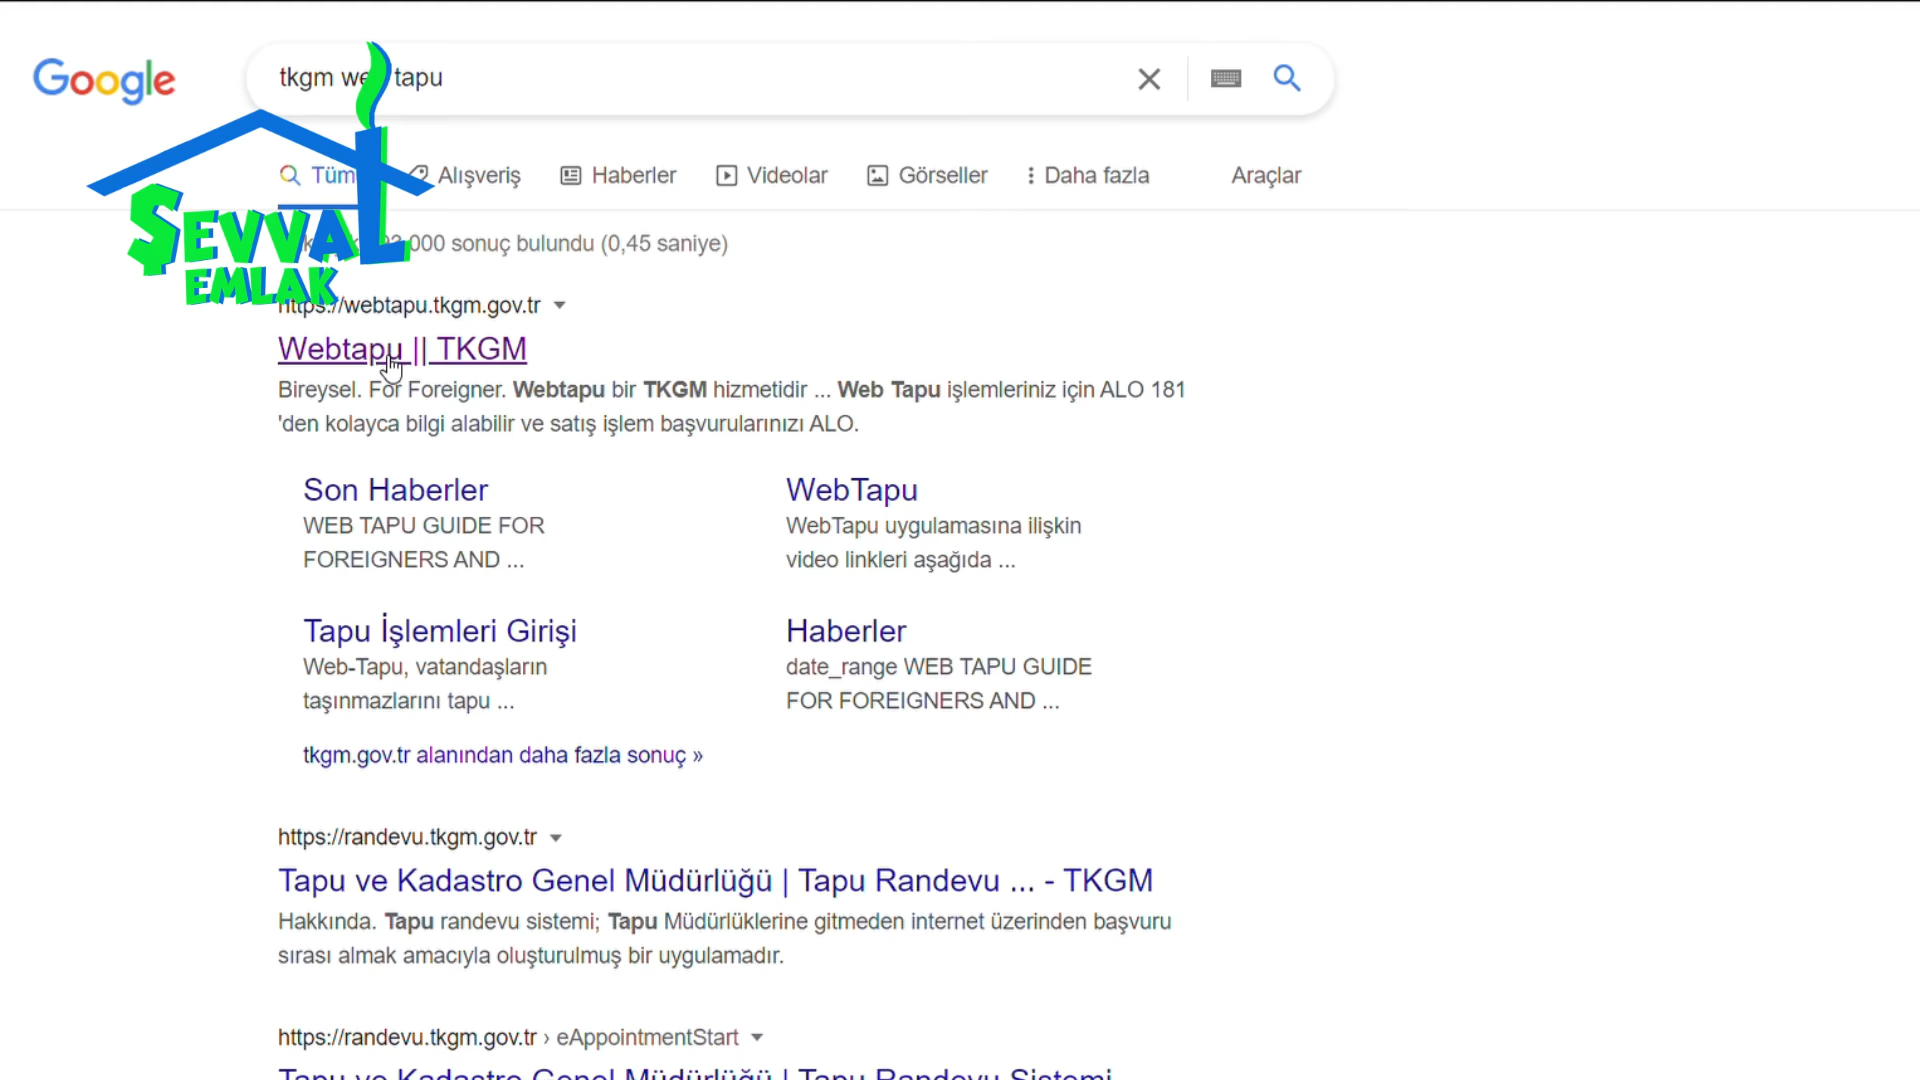 Google
tkgm we tapu
Tüm
Alışveriş
Haberler
Videolar
Görseller
Daha fazla
Araçlar
ŞEVVAL
EMLAK
000 sonuç bulundu (0,45 saniye)
https://webtapu.tkgm.gov.tr
Webtapu || TKGM
Bireysel. For Foreigner. Webtapu bir TKGM hizmetidir ... Web Tapu işlemleriniz için ALO 181
'den kolayca bilgi alabilir ve satış işlem başvurularınızı ALO.
Son Haberler
WEB TAPU GUIDE FOR
FOREIGNERS AND ...
WebTapu
WebTapu uygulamasına ilişkin
video linkleri aşağıda ...
Tapu İşlemleri Girişi
Web-Tapu, vatandaşların
taşınmazlarını tapu ...
Haberler
date_range WEB TAPU GUIDE
FOR FOREIGNERS AND ...
tkgm.gov.tr alanından daha fazla sonuç »
https://randevu.tkgm.gov.tr
Tapu ve Kadastro Genel Müdürlüğü | Tapu Randevu ... - TKGM
Hakkında. Tapu randevu sistemi; Tapu Müdürlüklerine gitmeden internet üzerinden başvuru
sırası almak amacıyla oluşturulmuş bir uygulamadır.
https://randevu.tkgm.gov.tr › eAppointmentStart
Tapu ve Kadastro Genel Müdürlüğü | Tapu Randevu Sistemi